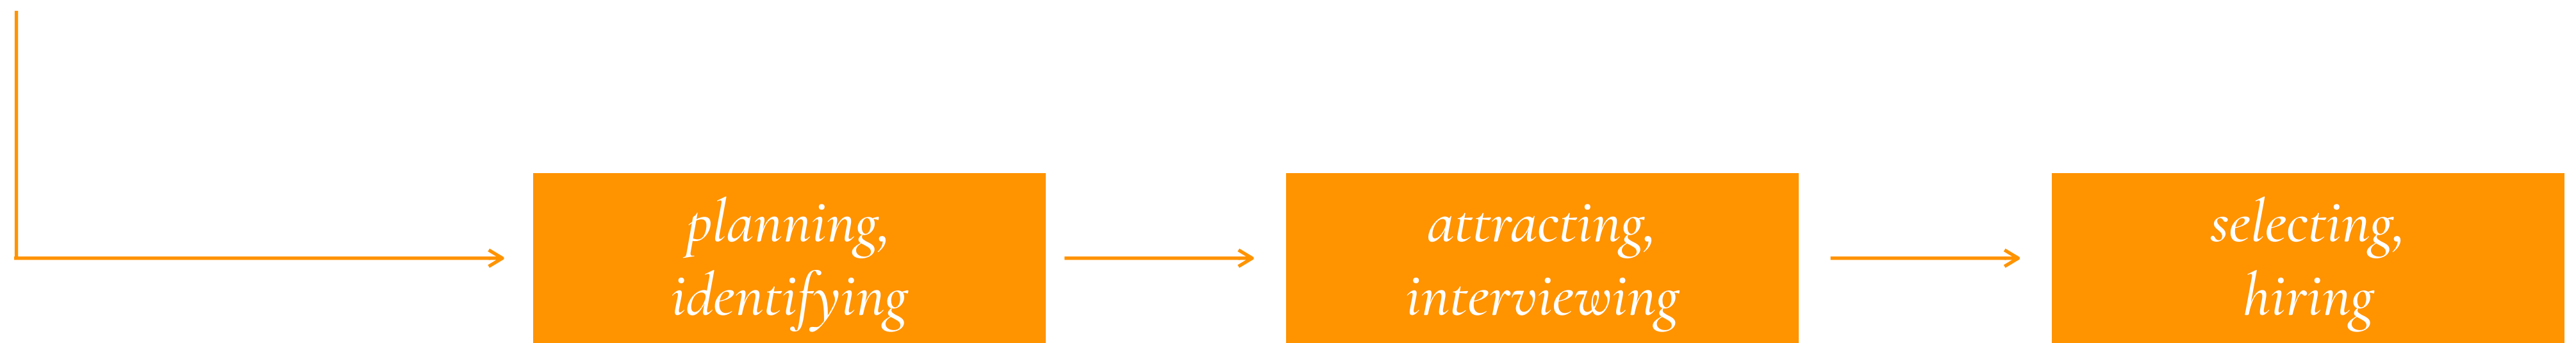 planning,
identifying
attracting,
interviewing
selecting,
hiring